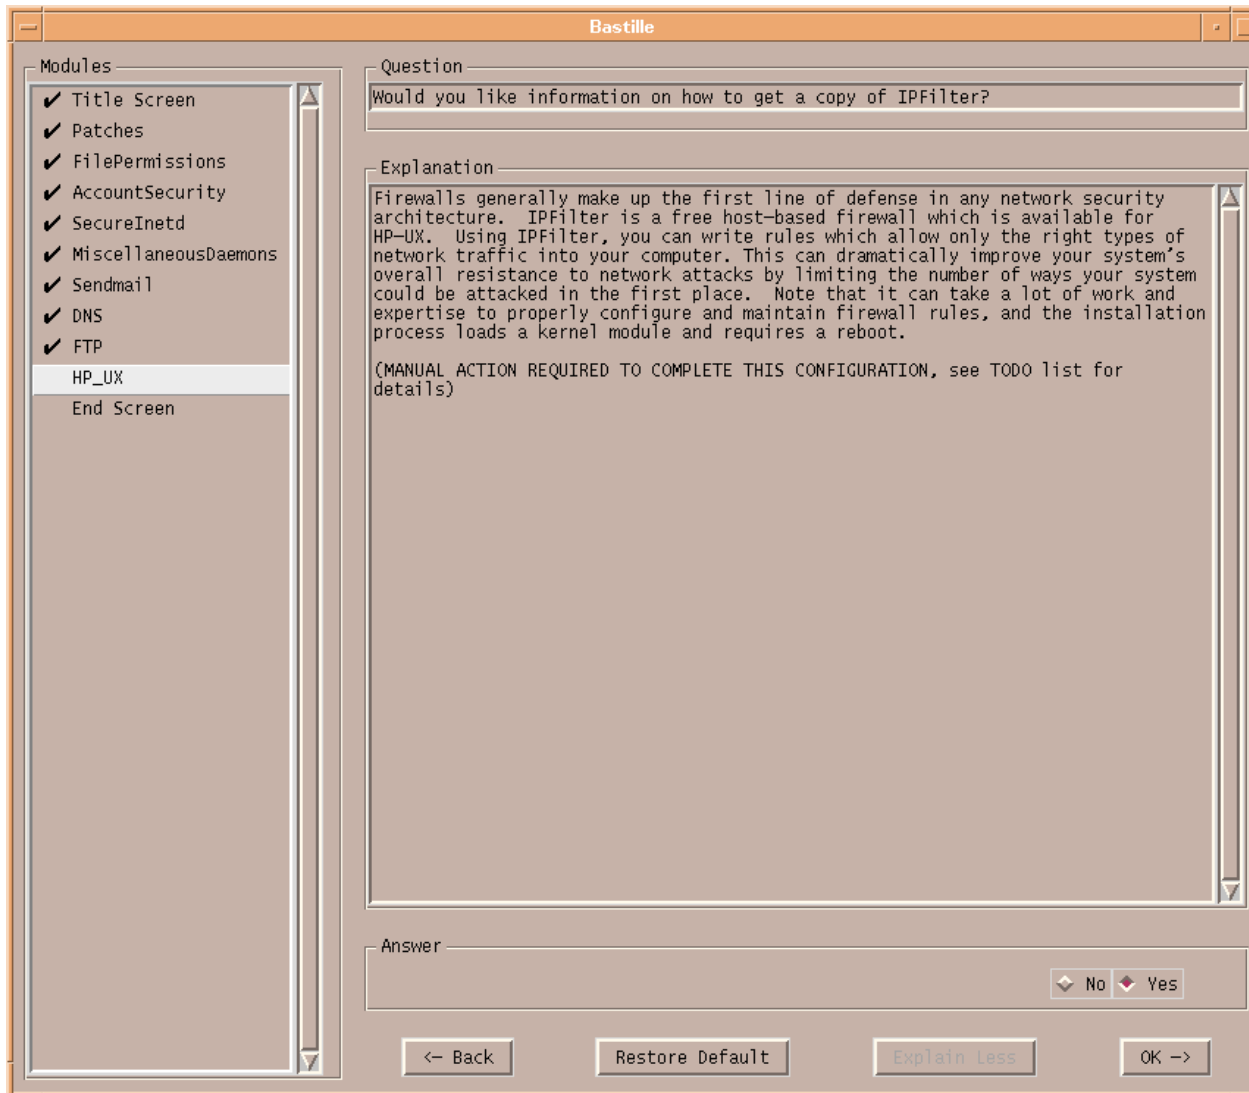 Bastille
Modules
Title Screen
Patches
FilePermissions
AccountSecurity
SecureInetd
MiscellaneousDaemons
Sendmail
DNS
FTP
HP_UX
End Screen
Question
Would you like information on how to get a copy of IPFilter?
Explanation
Firewalls generally make up the first line of defense in any network security
architecture.  IPFilter is a free host-based firewall which is available for
HP-UX.  Using IPFilter, you can write rules which allow only the right types of
network traffic into your computer. This can dramatically improve your system's
overall resistance to network attacks by limiting the number of ways your system
could be attacked in the first place.  Note that it can take a lot of work and
expertise to properly configure and maintain firewall rules, and the installation
process loads a kernel module and requires a reboot.
(MANUAL ACTION REQUIRED TO COMPLETE THIS CONFIGURATION, see TODO list for
details)
Answer
No Yes
<- Back Restore Default Explain Less OK ->